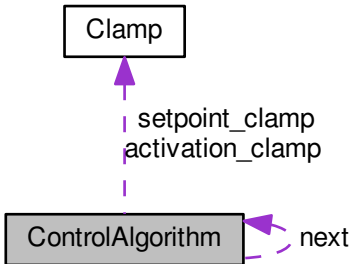 Clamp
setpoint_clamp
activation_clamp
ControlAlgorithm
next